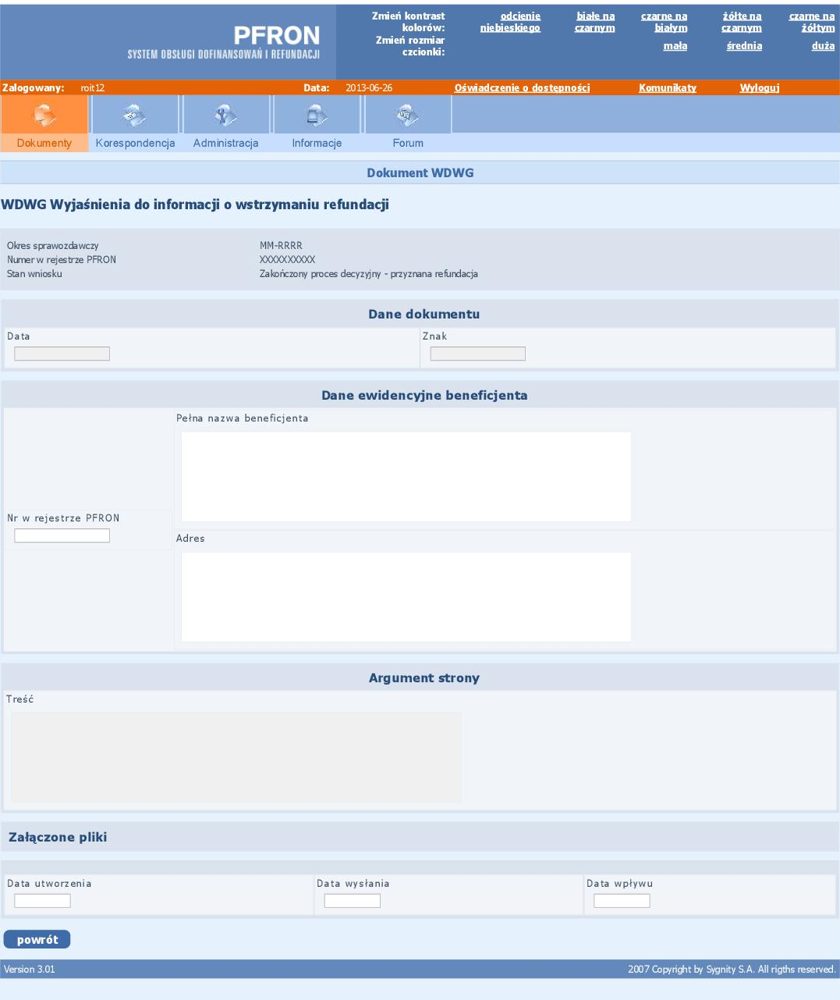 PFRON
SYSTEM OBSŁUGI DOFINANSOWAŃ I REFUNDACJI
Zmień kontrast kolorów: odcienie niebieskiego białe na czarnym czarne na białym żółte na czarnym czarne na żółtym
Zmień rozmiar czcionki: mała średnia duża
Zalogowany: roit12 Data: 2013-06-26 Oświadczenie o dostępności Komunikaty Wyloguj
Dokumenty Korespondencja Administracja Informacje Forum
Dokument WDWG
WDWG Wyjaśnienia do informacji o wstrzymaniu refundacji
Okres sprawozdawczy MM-RRRR
Numer w rejestrze PFRON XXXXXXXXXX
Stan wniosku Zakończony proces decyzyjny - przyznana refundacja
Dane dokumentu
Data Znak
Dane ewidencyjne beneficjenta
Pełna nazwa beneficjenta
Nr w rejestrze PFRON
Adres
Argument strony
Treść
Załączone pliki
Data utworzenia Data wysłania Data wpływu
powrót
Version 3.01 2007 Copyright by Sygnity S.A. All rigths reserved.